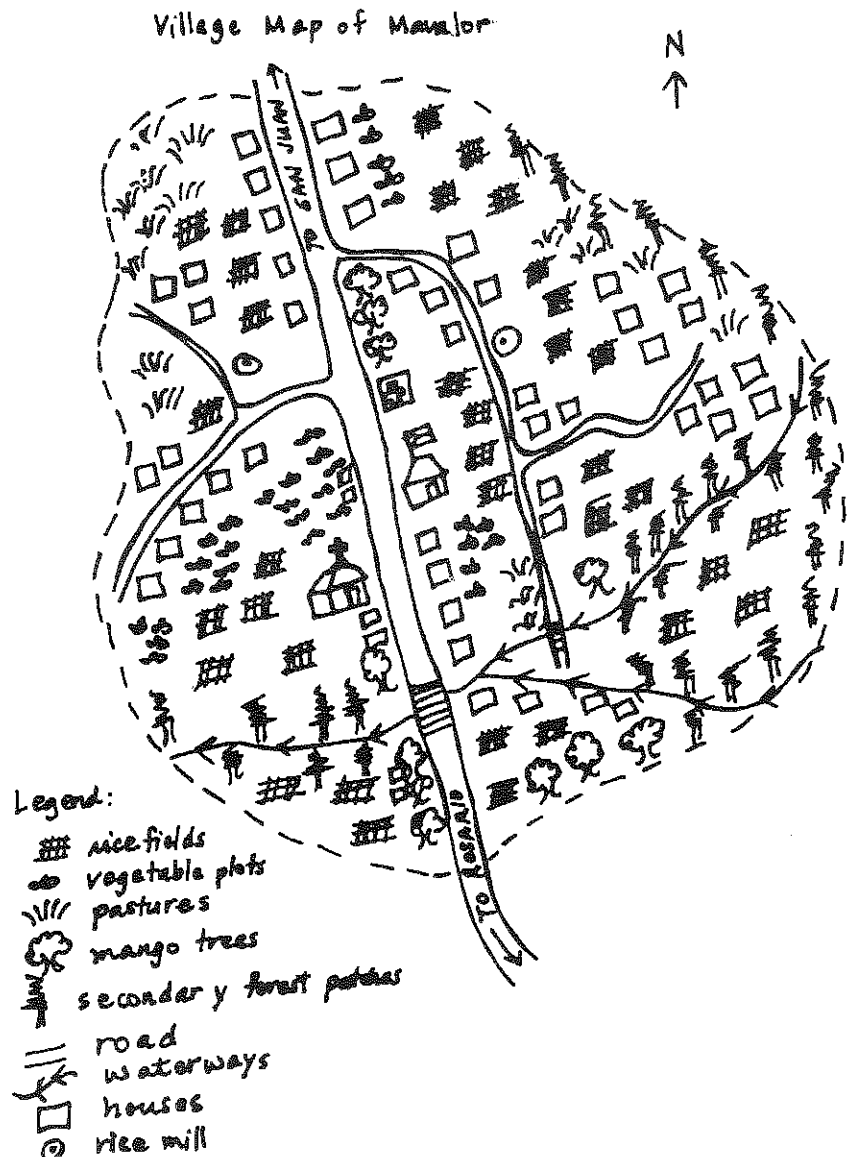 Village Map of Mavalor
N
TO SAN JUAN
TO ROSARIO
Legend:
rice fields
vegetable plots
pastures
mango trees
secondary forest patches
road
waterways
houses
rice mill